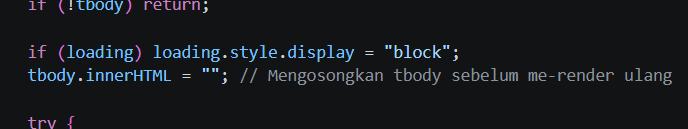 if (!tbody) return;
if (loading) loading.style.display = "block";
tbody.innerHTML = ""; // Mengosongkan tbody sebelum me-render ulang
try {